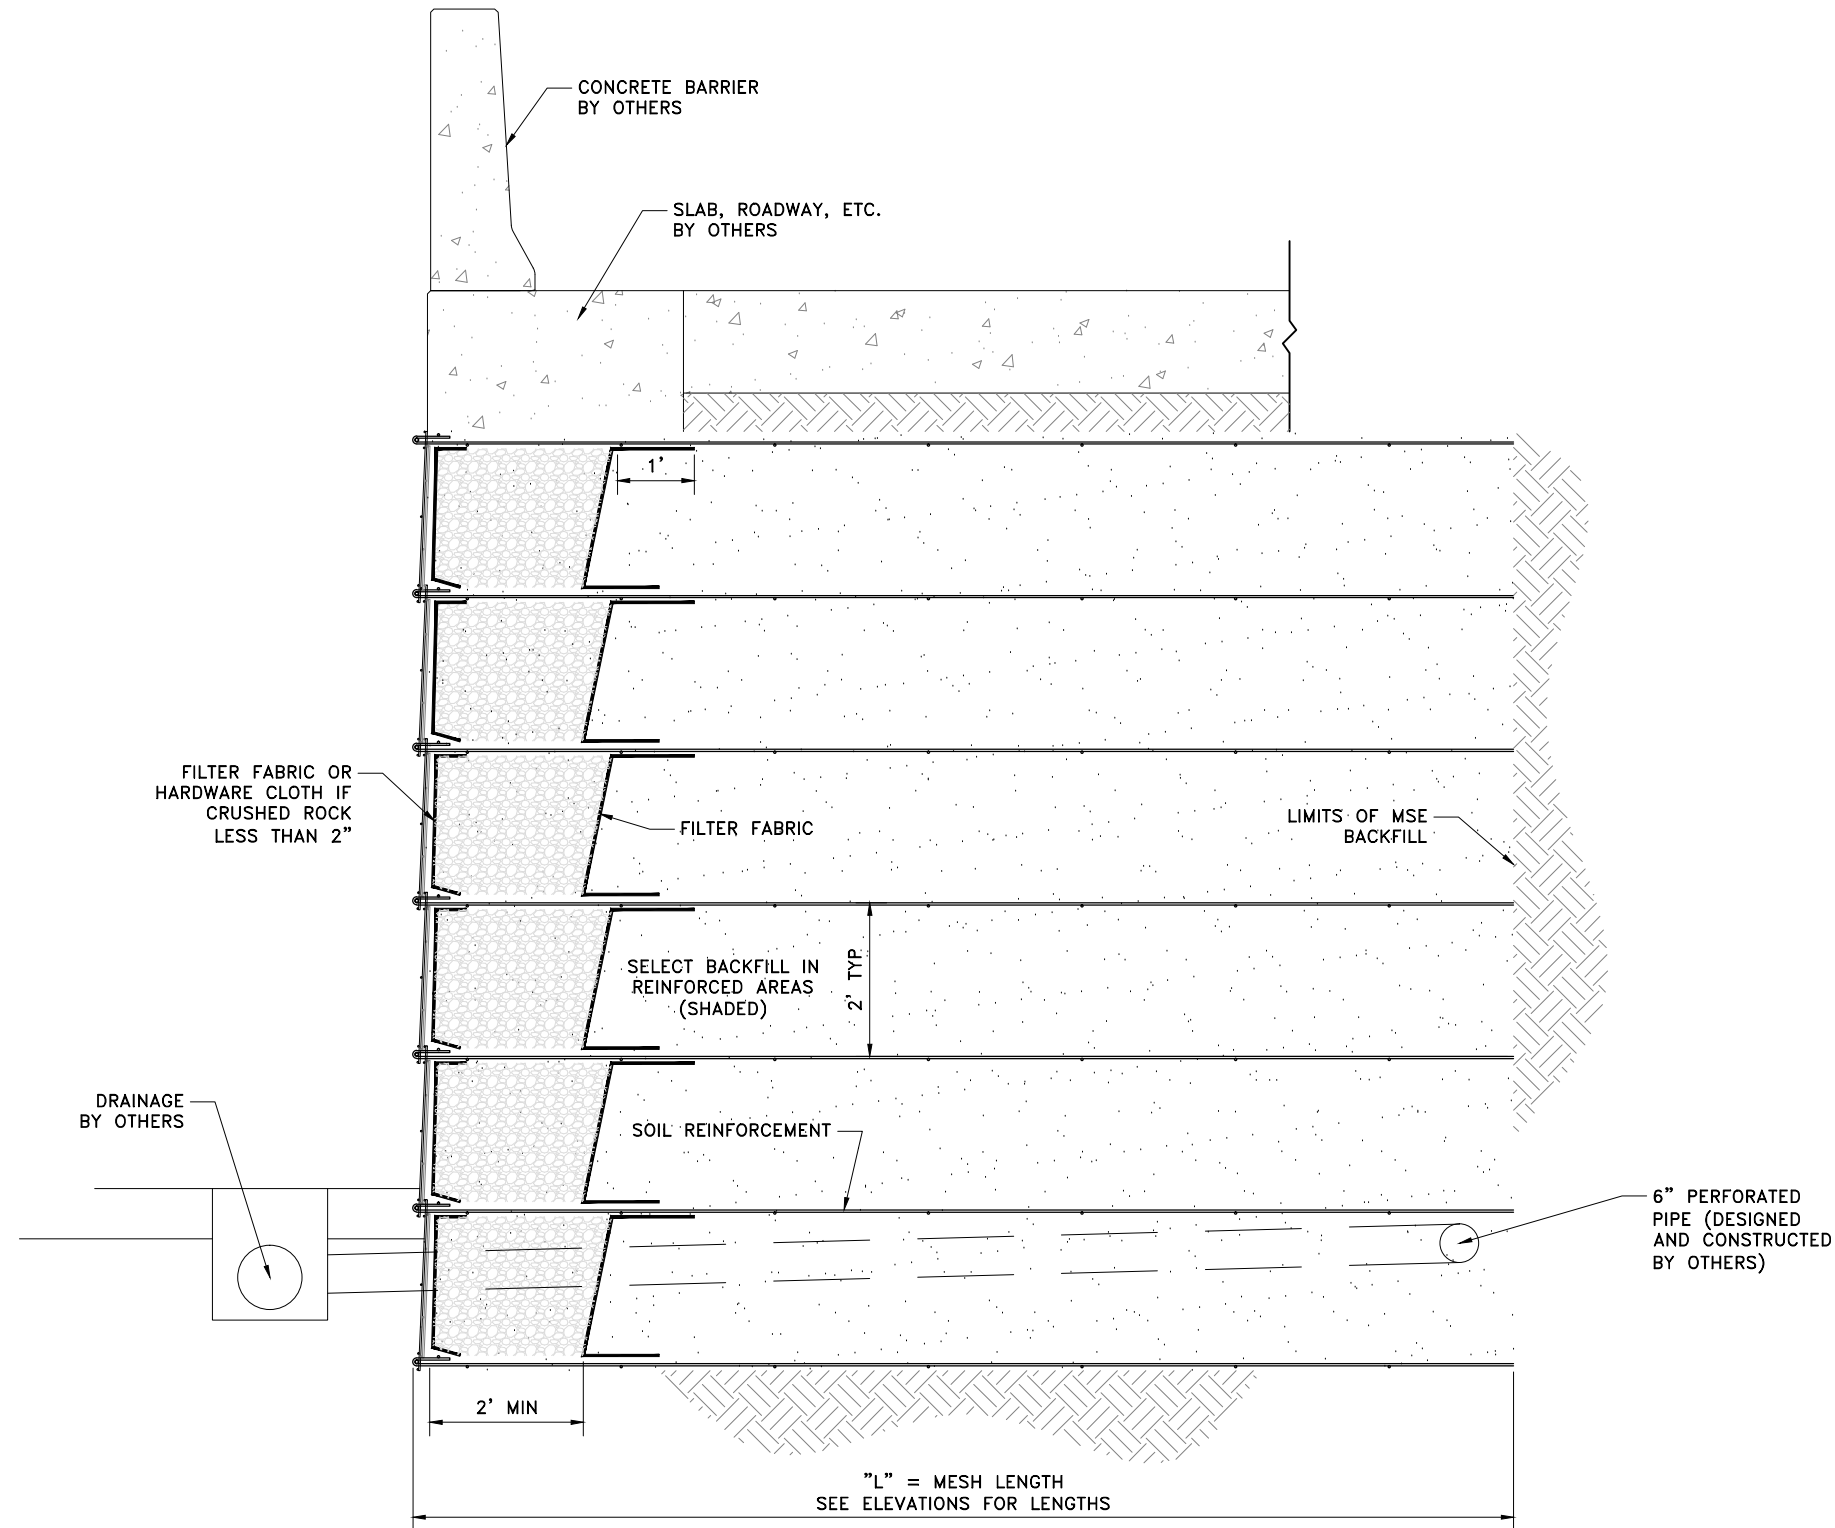 CONCRETE BARRIER
BY OTHERS
SLAB, ROADWAY, ETC.
BY OTHERS
1'
FILTER FABRIC OR
HARDWARE CLOTH IF
CRUSHED ROCK
LESS THAN 2"
FILTER FABRIC
LIMITS OF MSE
BACKFILL
SELECT BACKFILL IN
REINFORCED AREAS
(SHADED)
2' TYP
DRAINAGE
BY OTHERS
SOIL REINFORCEMENT
6" PERFORATED
PIPE (DESIGNED
AND CONSTRUCTED
BY OTHERS)
2' MIN
"L" = MESH LENGTH
SEE ELEVATIONS FOR LENGTHS